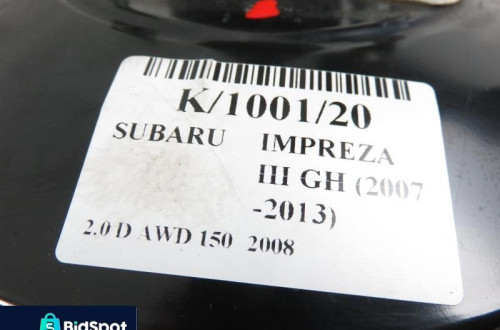 K/1001/20
SUBARU IMPREZA
III GH (2007
-2013)
2.0 D AWD 150 2008
S
BidSpot